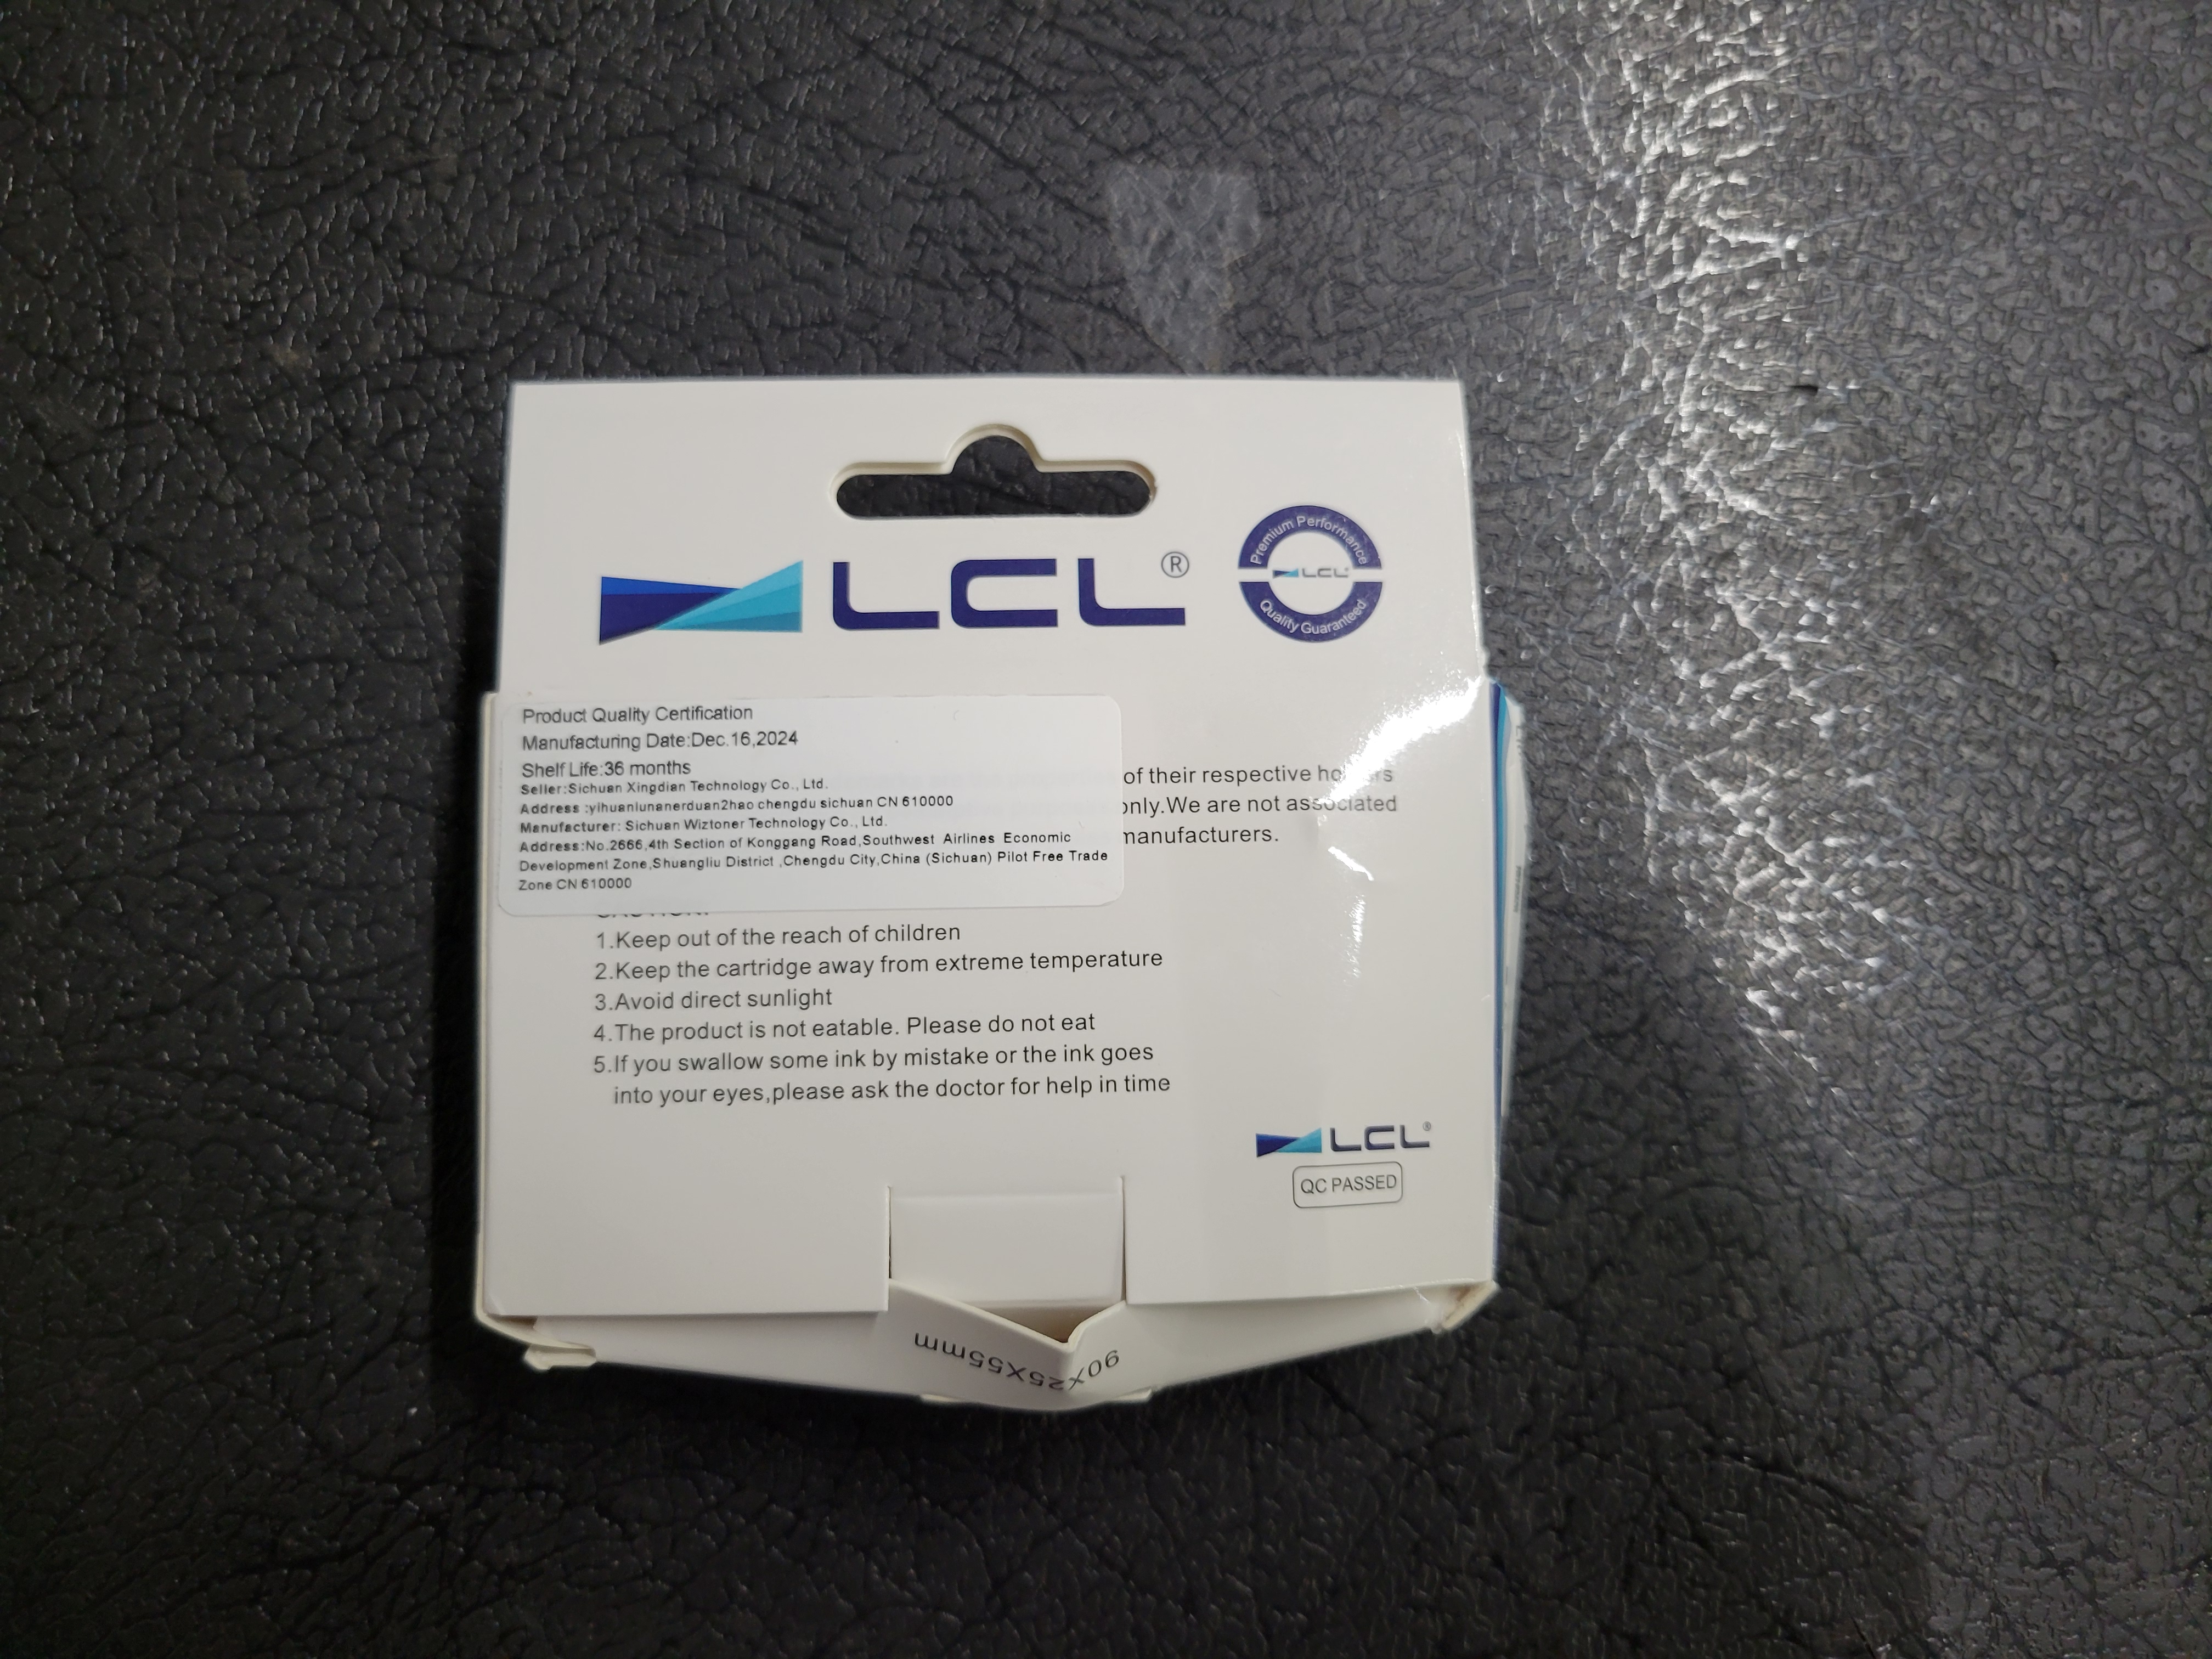 LCL®
Premium Performance
LCL
Quality Guaranteed
Product Quality Certification
Manufacturing Date:Dec.16,2024
Shelf Life:36 months
Seller:Sichuan Xingdian Technology Co., Ltd.
Address :yihuanlunanerduan2hao chengdu sichuan CN 610000
Manufacturer: Sichuan Wiztoner Technology Co., Ltd.
Address:No.2666,4th Section of Konggang Road,Southwest Airlines Economic
Development Zone,Shuangliu District ,Chengdu City,China (Sichuan) Pilot Free Trade
Zone CN 610000
of their respective
only.We are not associated
manufacturers.
1.Keep out of the reach of children
2.Keep the cartridge away from extreme temperature
3.Avoid direct sunlight
4.The product is not eatable. Please do not eat
5.If you swallow some ink by mistake or the ink goes
into your eyes,please ask the doctor for help in time
LCL®
QC PASSED
90X25X55mm